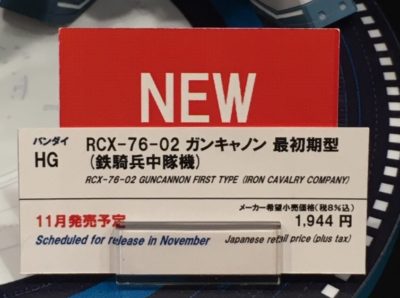 NEW
バンダイ
HG
RCX-76-02 ガンキャノン 最初期型
(鉄騎兵中隊機)
RCX-76-02 GUNCANNON FIRST TYPE (IRON CAVALRY COMPANY)
メーカー希望小売価格(税8%込)
11月発売予定 1,944 円
Scheduled for release in November Japanese retail price (plus tax)